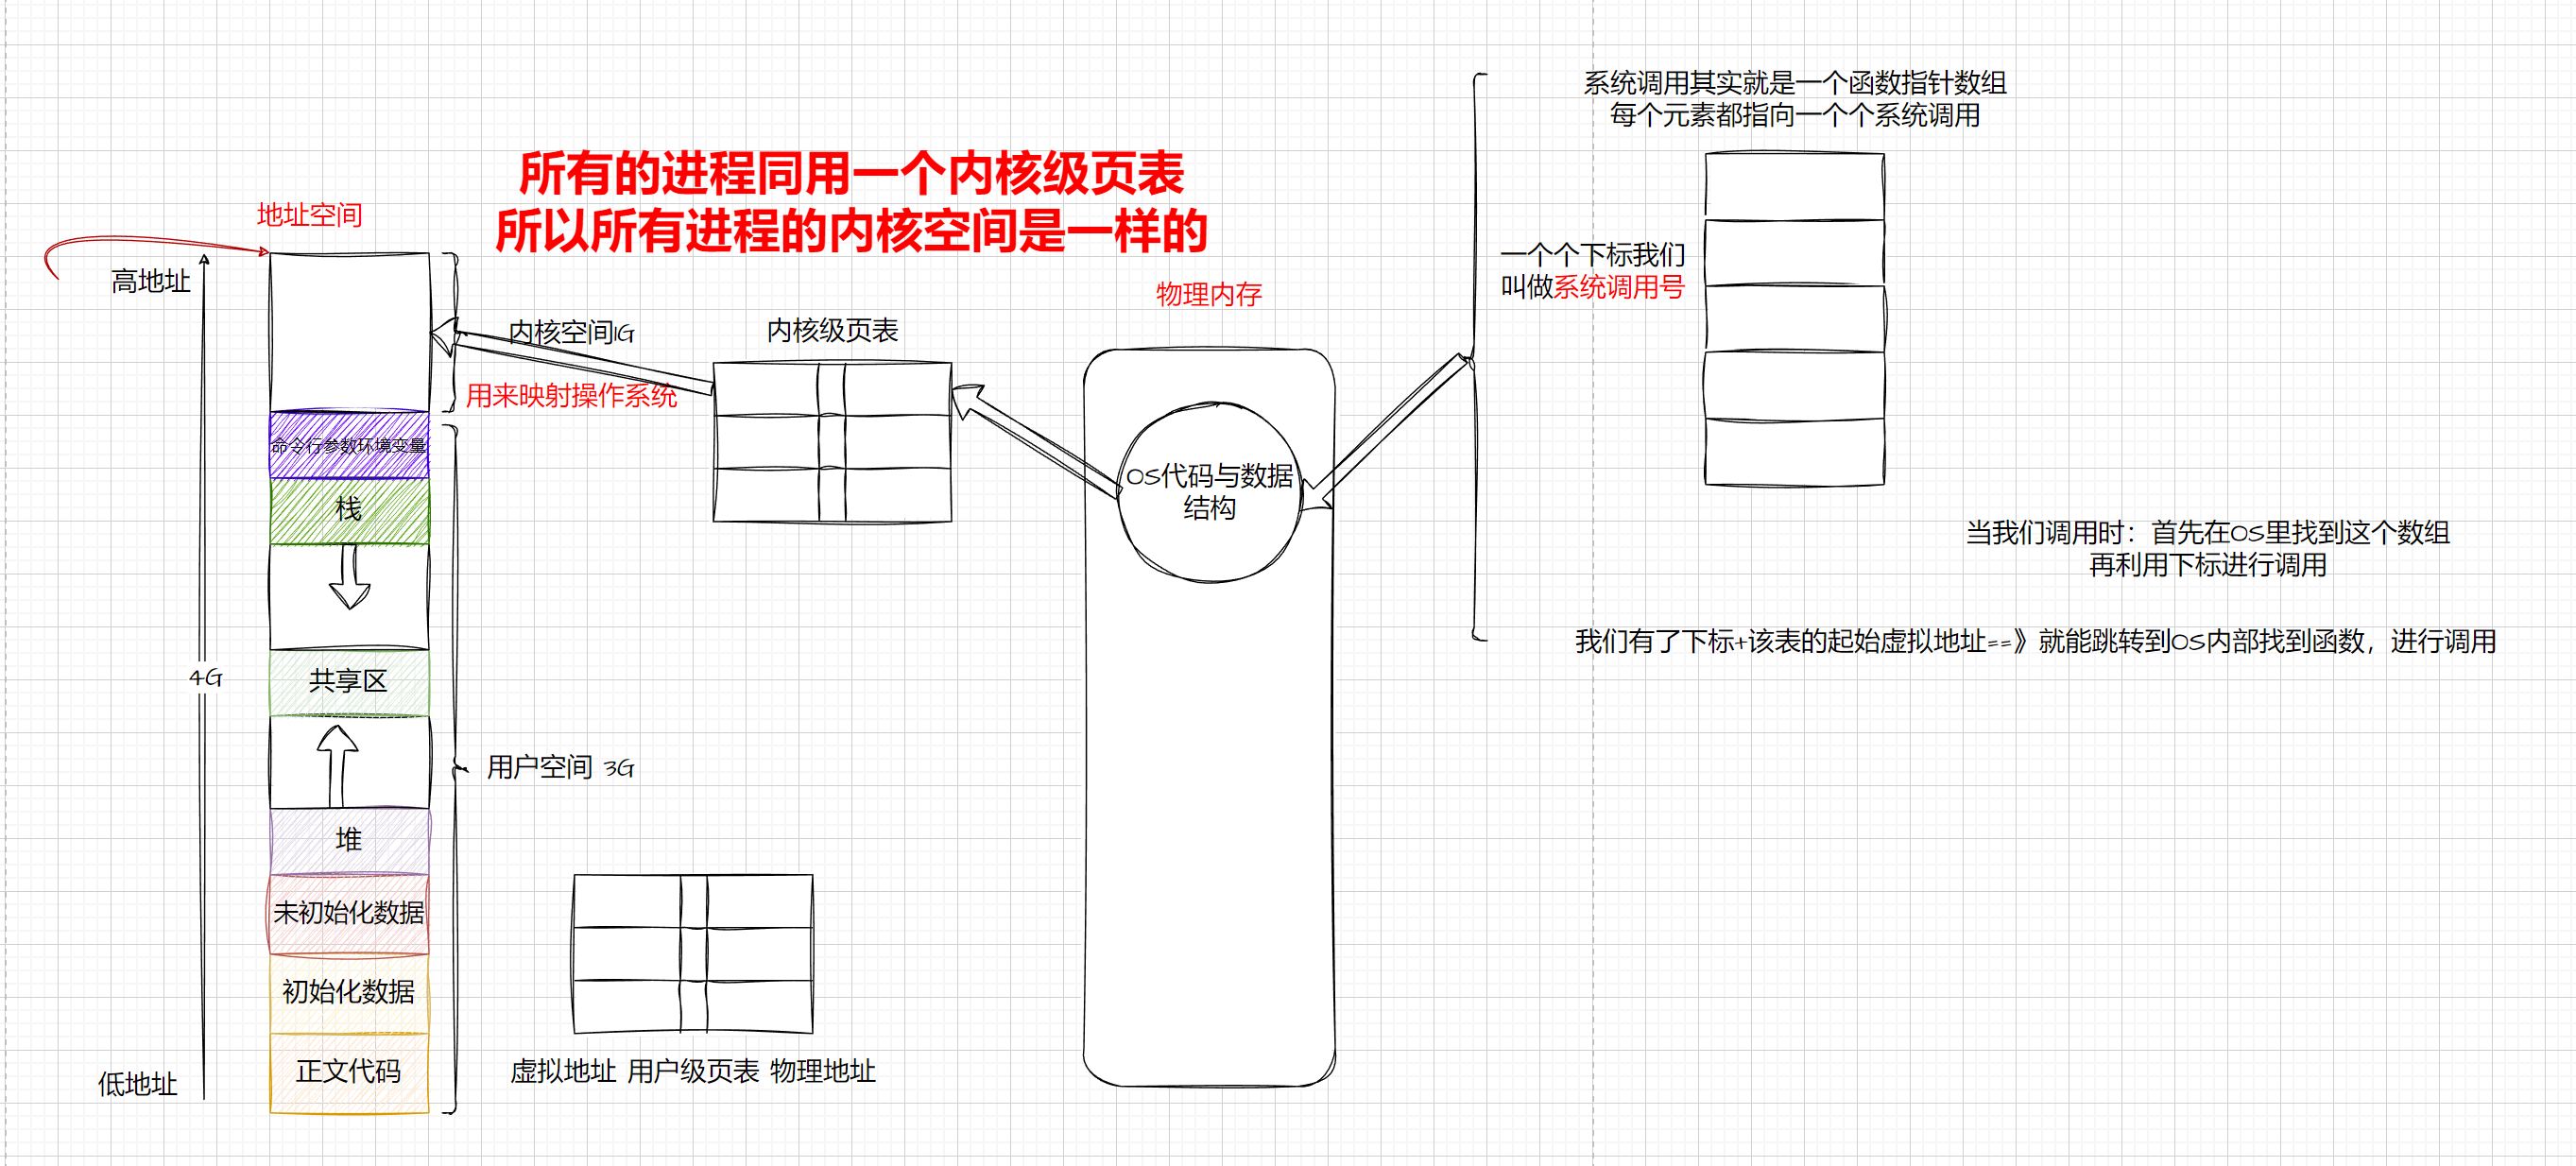 系统调用其实就是一个函数指针数组
每个元素都指向一个个系统调用
所有的进程同用一个内核级页表
所以所有进程的内核空间是一样的
地址空间
高地址
一个个下标我们
叫做系统调用号
物理内存
内核空间1G
内核级页表
用来映射操作系统
命令行参数环境变量
OS代码与数据
结构
栈
当我们调用时：首先在OS里找到这个数组
再利用下标进行调用
我们有了下标+该表的起始虚拟地址==》就能跳转到OS内部找到函数，进行调用
4G
共享区
用户空间 3G
堆
未初始化数据
初始化数据
正文代码
低地址
虚拟地址 用户级页表 物理地址